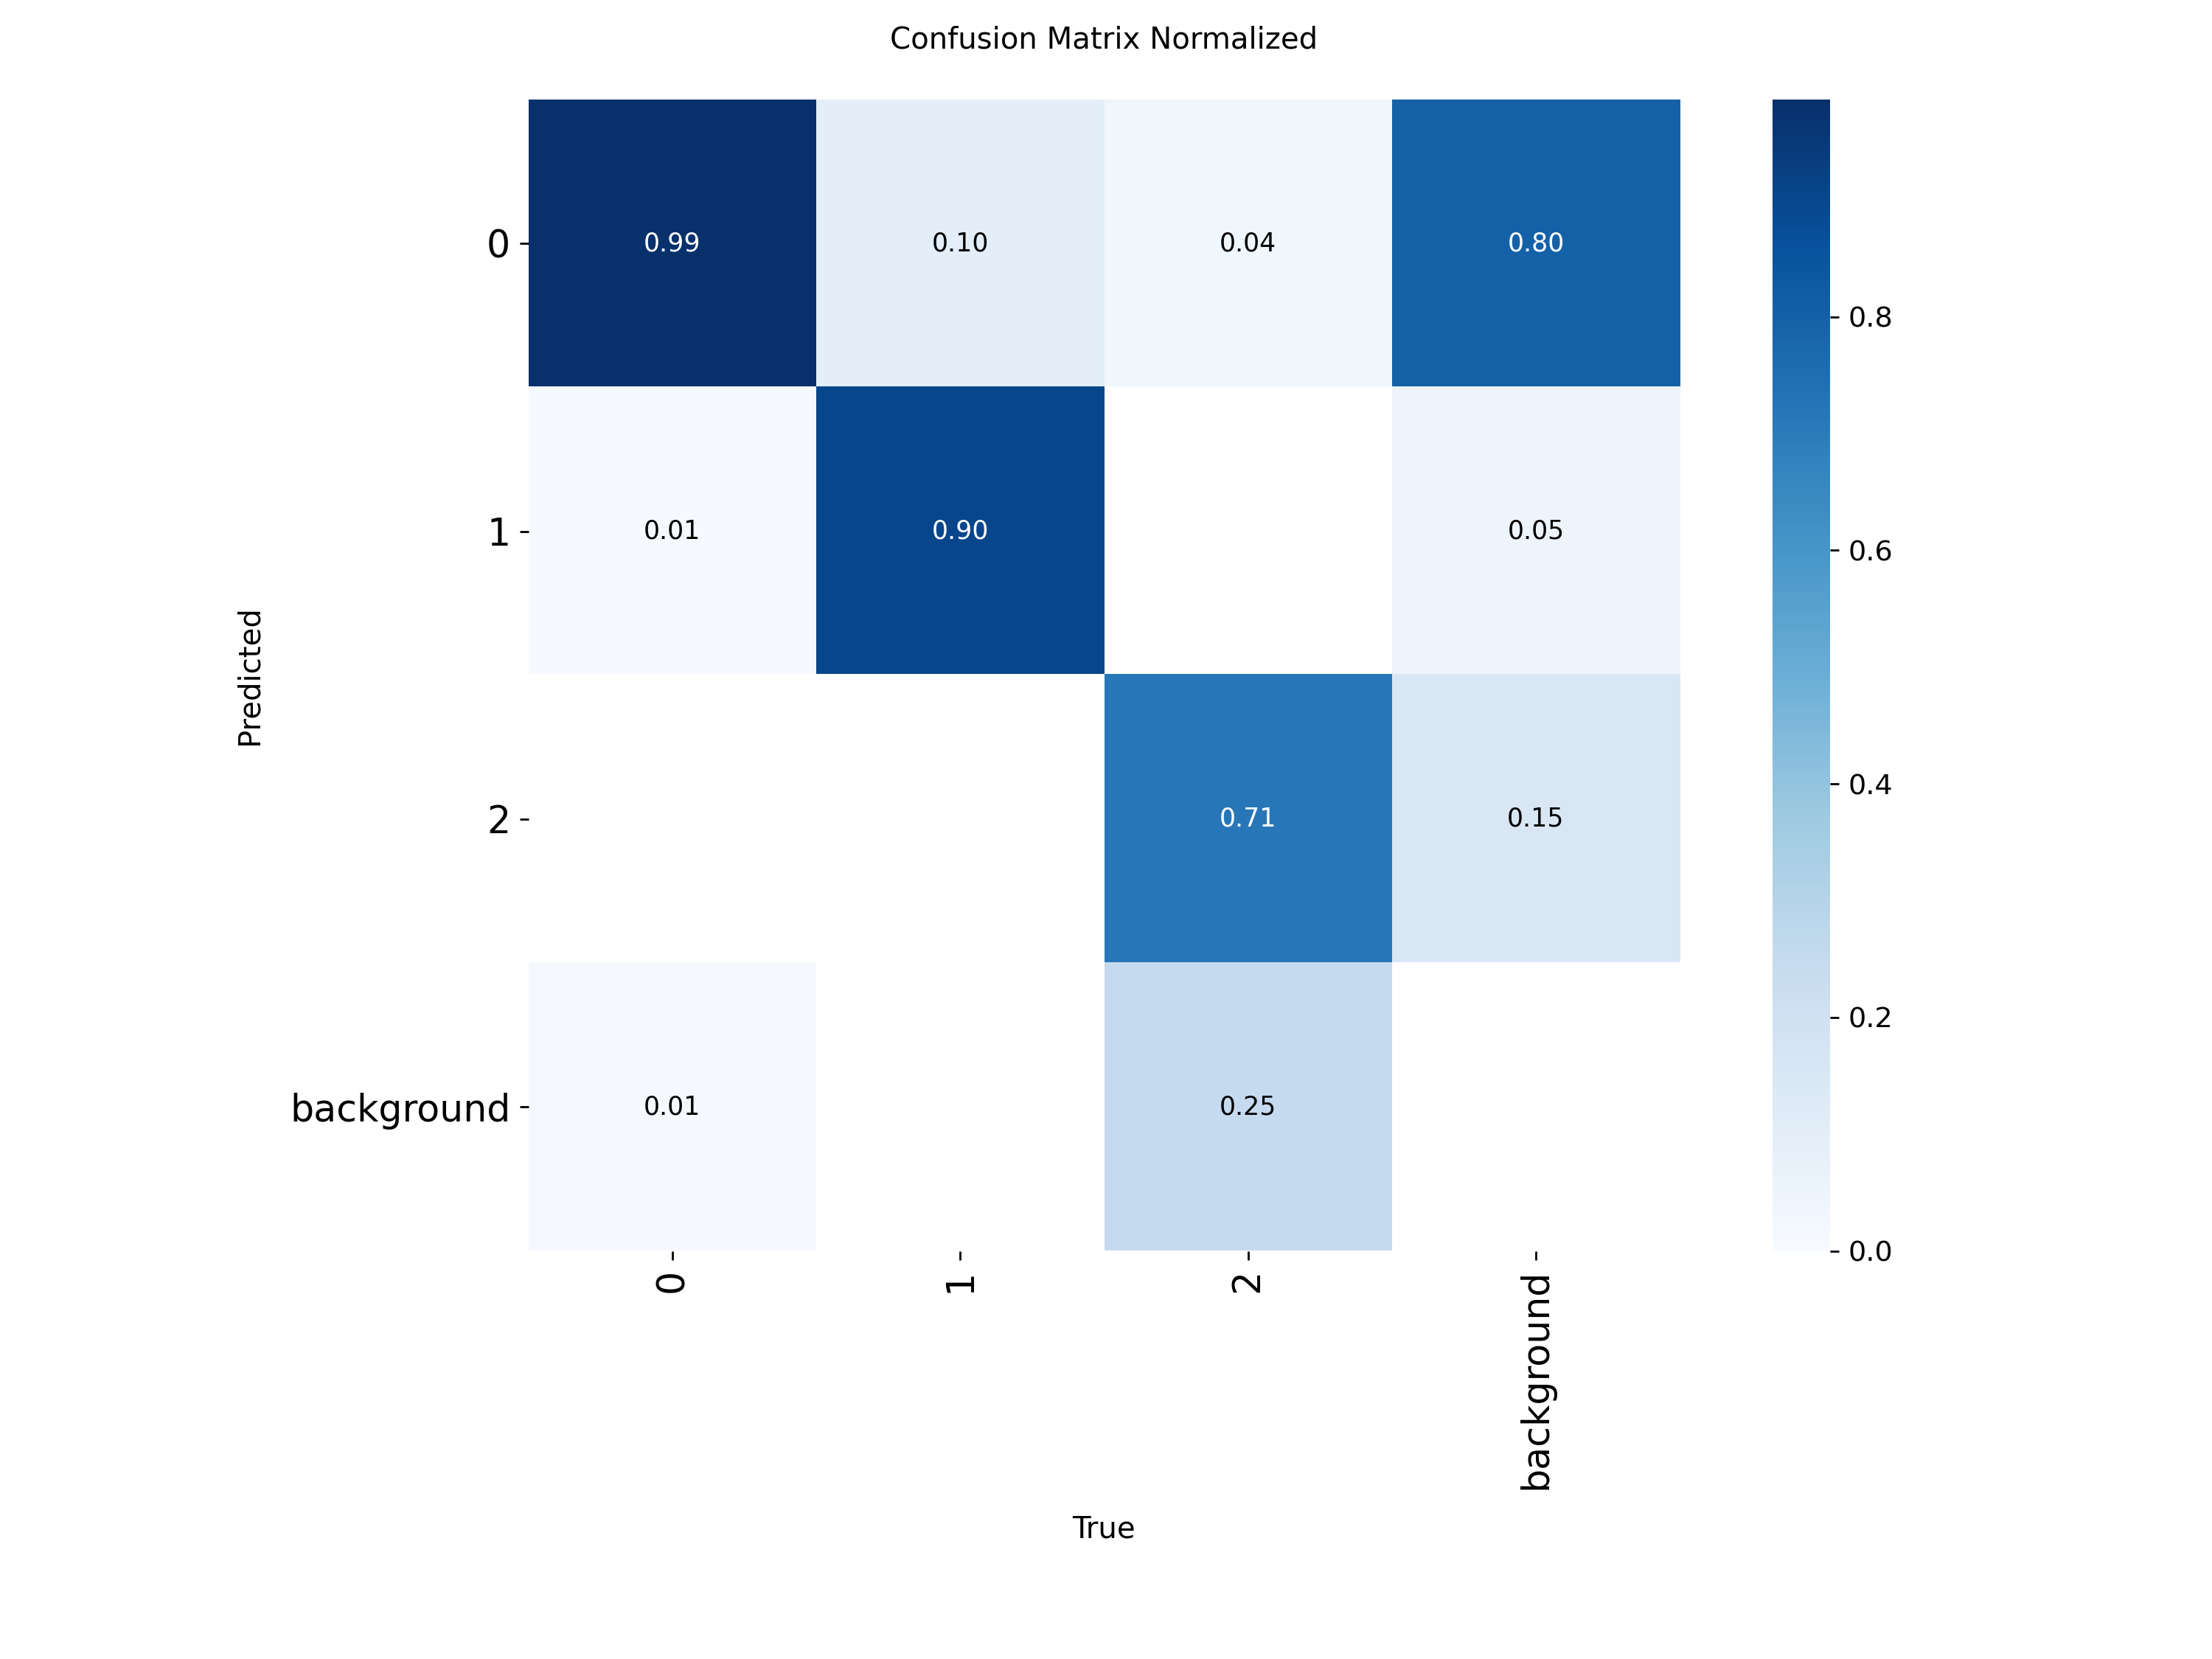 Confusion Matrix Normalized
0 0.99 0.10 0.04 0.80
1 0.01 0.90 0.05
2 0.71 0.15
background 0.01 0.25
Predicted
0 1 2 background
True
0.8
0.6
0.4
0.2
0.0